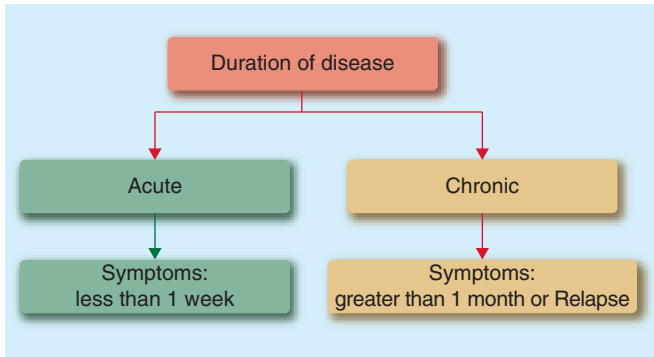 Duration of disease
Acute
Chronic
Symptoms:
less than 1 week
Symptoms:
greater than 1 month or Relapse